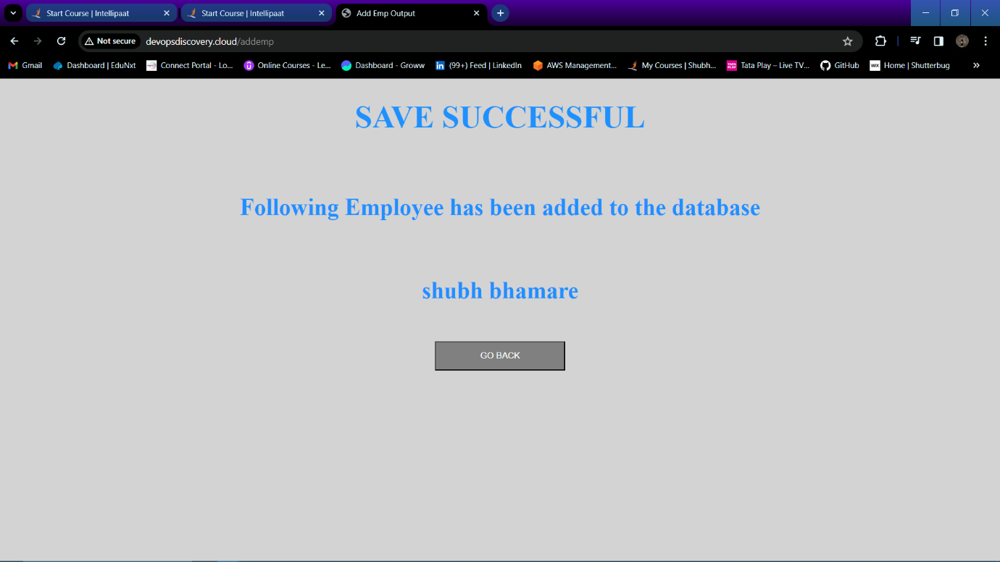 Start Course | Intellipaat
Start Course | Intellipaat
Add Emp Output
Not secure
devopsdiscovery.cloud/addemp
Gmail
Dashboard | EduNxt
Connect Portal - Lo...
Online Courses - Le...
Dashboard - Groww
(99+) Feed | LinkedIn
AWS Management...
My Courses | Shubh...
Tata Play – Live TV...
GitHub
Home | Shutterbug
SAVE SUCCESSFUL
Following Employee has been added to the database
shubh bhamare
GO BACK